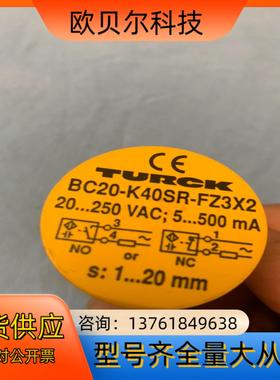 欧贝尔科技
CE
TURCK
BC20-K40SR-FZ3X2
20...250 VAC; 5...500 mA
3
4
1
2
NO
or
NC
s: 1...20 mm
货供应
对公开票
咨询：13761849638
型号齐全量大从